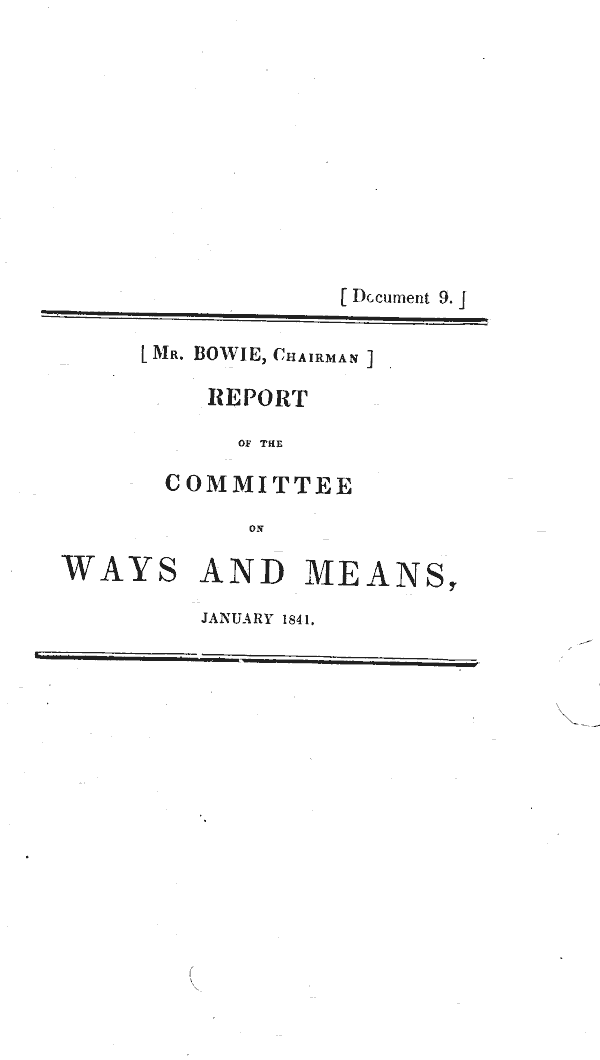 [ Document 9. ]
[ MR. BOWIE, CHAIRMAN ]
REPORT
OF THE
COMMITTEE
ON
WAYS AND MEANS,
JANUARY 1841.